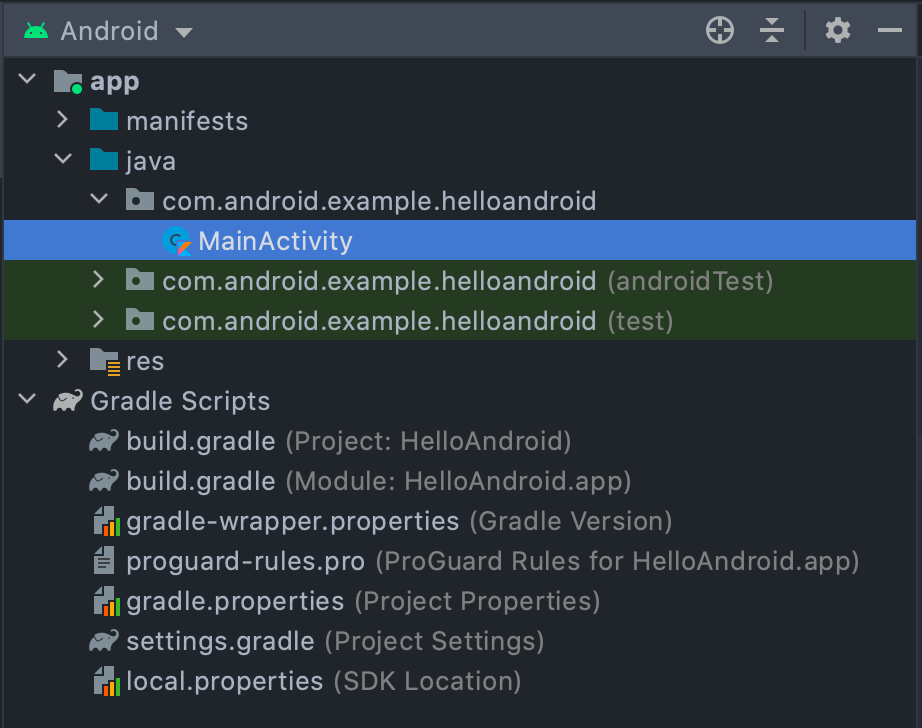 Android
app
manifests
java
com.android.example.helloandroid
MainActivity
com.android.example.helloandroid (androidTest)
com.android.example.helloandroid (test)
res
Gradle Scripts
build.gradle (Project: HelloAndroid)
build.gradle (Module: HelloAndroid.app)
gradle-wrapper.properties (Gradle Version)
proguard-rules.pro (ProGuard Rules for HelloAndroid.app)
gradle.properties (Project Properties)
settings.gradle (Project Settings)
local.properties (SDK Location)